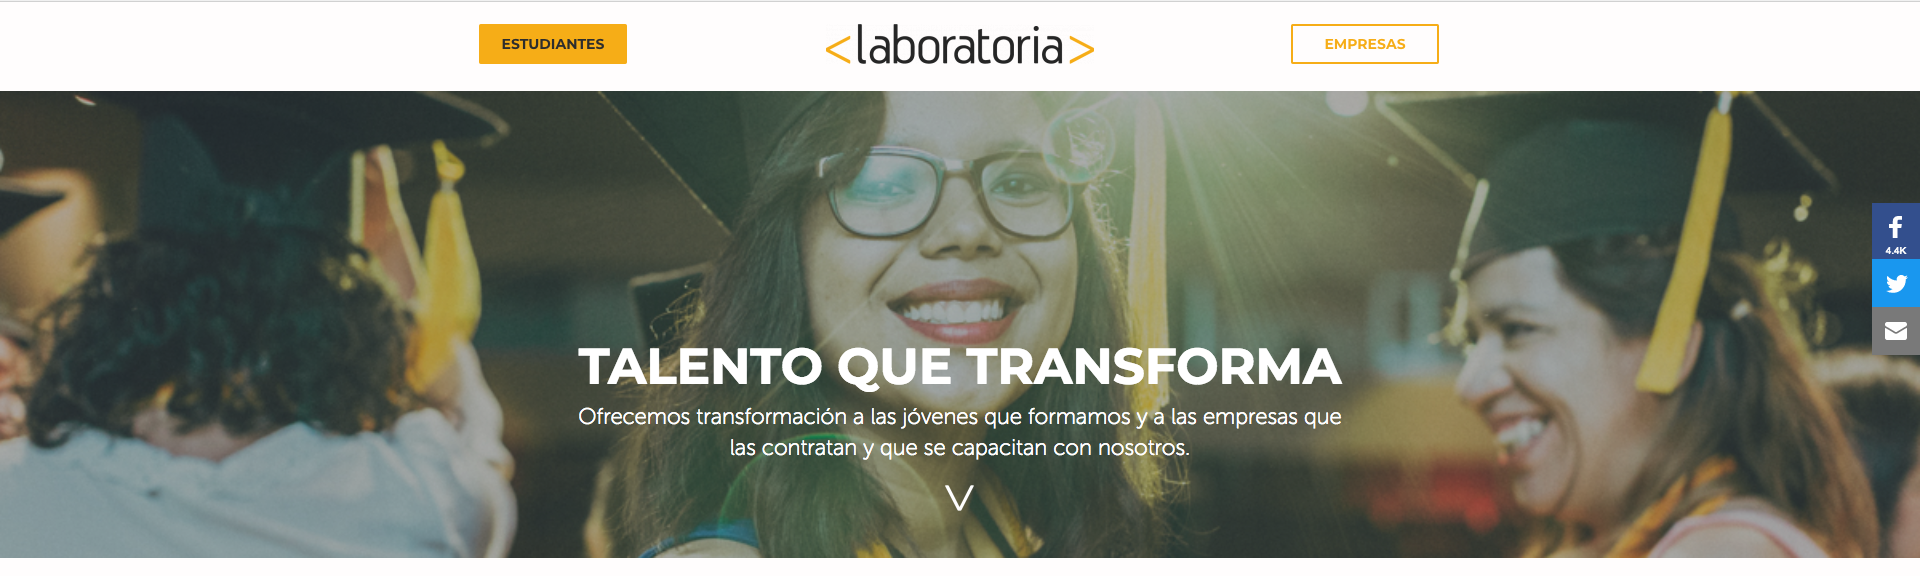 ESTUDIANTES
<laboratoria>
EMPRESAS
f
4.4K
TALENTO QUE TRANSFORMA
Ofrecemos transformación a las jóvenes que formamos y a las empresas que
las contratan y que se capacitan con nosotros.